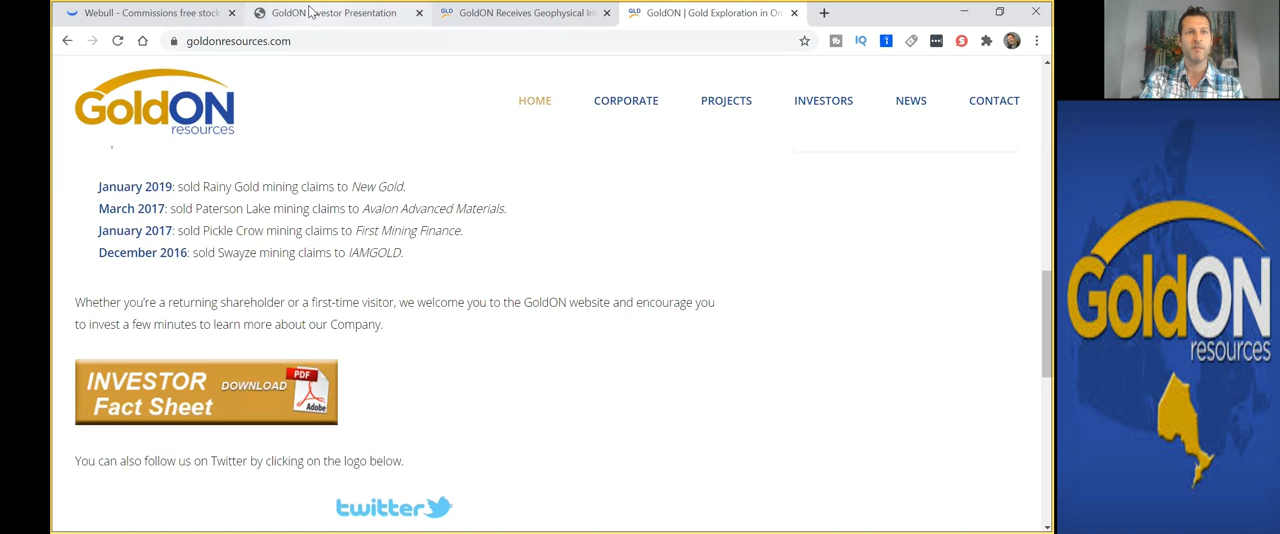 Webull - Commissions free stock
GoldON Investor Presentation
GLD GoldON Receives Geophysical In
GLD GoldON | Gold Exploration in On
goldonresources.com
IQ
GoldON
resources
HOME
CORPORATE
PROJECTS
INVESTORS
NEWS
CONTACT
January 2019: sold Rainy Gold mining claims to New Gold.
March 2017: sold Paterson Lake mining claims to Avalon Advanced Materials.
January 2017: sold Pickle Crow mining claims to First Mining Finance.
December 2016: sold Swayze mining claims to IAMGOLD.
Whether you're a returning shareholder or a first-time visitor, we welcome you to the GoldON website and encourage you
to invest a few minutes to learn more about our Company.
INVESTOR DOWNLOAD PDF
Fact Sheet Adobe
You can also follow us on Twitter by clicking on the logo below.
twitter
GoldON
resources